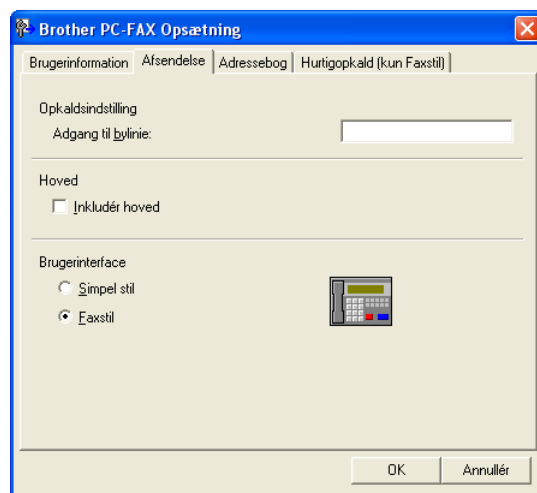 Brother PC-FAX Opsætning
Brugerinformation Afsendelse Adressebog Hurtigopkald (kun Faxstil)
Opkaldsindstilling
Adgang til bylinie:
Hoved
Inkludér hoved
Brugerinterface
Simpel stil
Faxstil
OK Annullér